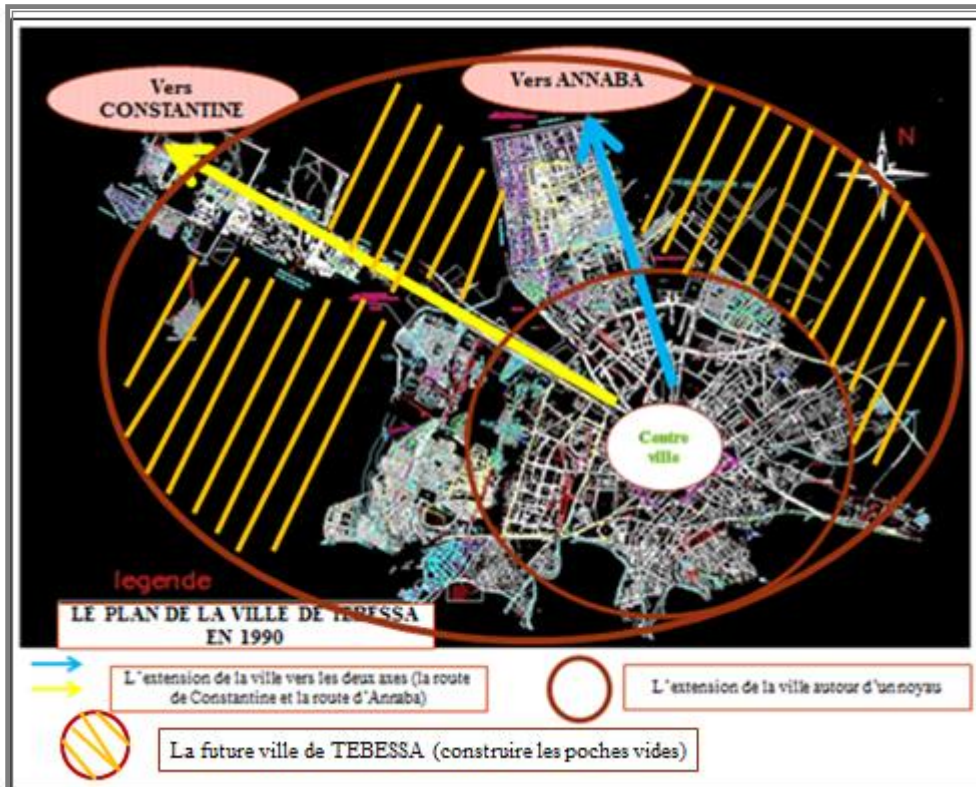 Vers
CONSTANTINE
Vers ANNABA
N
Centre
ville
legende
LE PLAN DE LA VILLE DE TEBESSA
EN 1990
L'extension de la ville vers les deux axes (la route
de Constantine et la route d'Annaba)
L'extension de la ville autour d'un noyau
La future ville de TEBESSA (construire les poches vides)